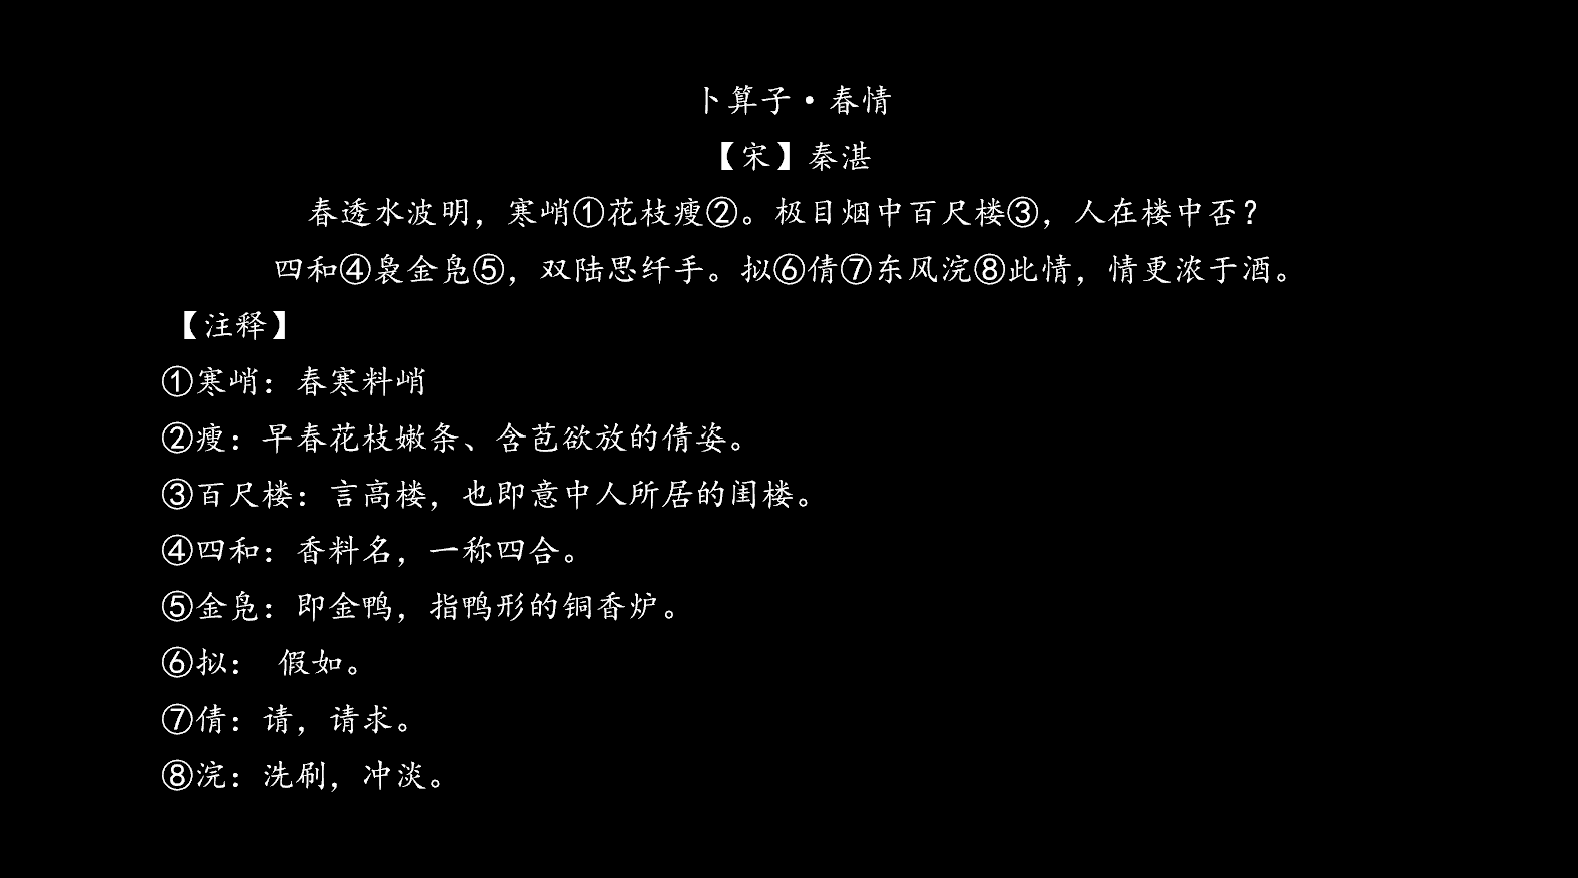 卜算子·春情
【宋】秦湛
春透水波明，寒峭①花枝瘦②。极目烟中百尺楼③，人在楼中否？
四和④袅金凫⑤，双陆思纤手。拟⑥倩⑦东风浣⑧此情，情更浓于酒。
【注释】
①寒峭：春寒料峭
②瘦：早春花枝嫩条、含苞欲放的倩姿。
③百尺楼：言高楼，也即意中人所居的闺楼。
④四和：香料名，一称四合。
⑤金凫：即金鸭，指鸭形的铜香炉。
⑥拟： 假如。
⑦倩：请，请求。
⑧浣：洗刷，冲淡。